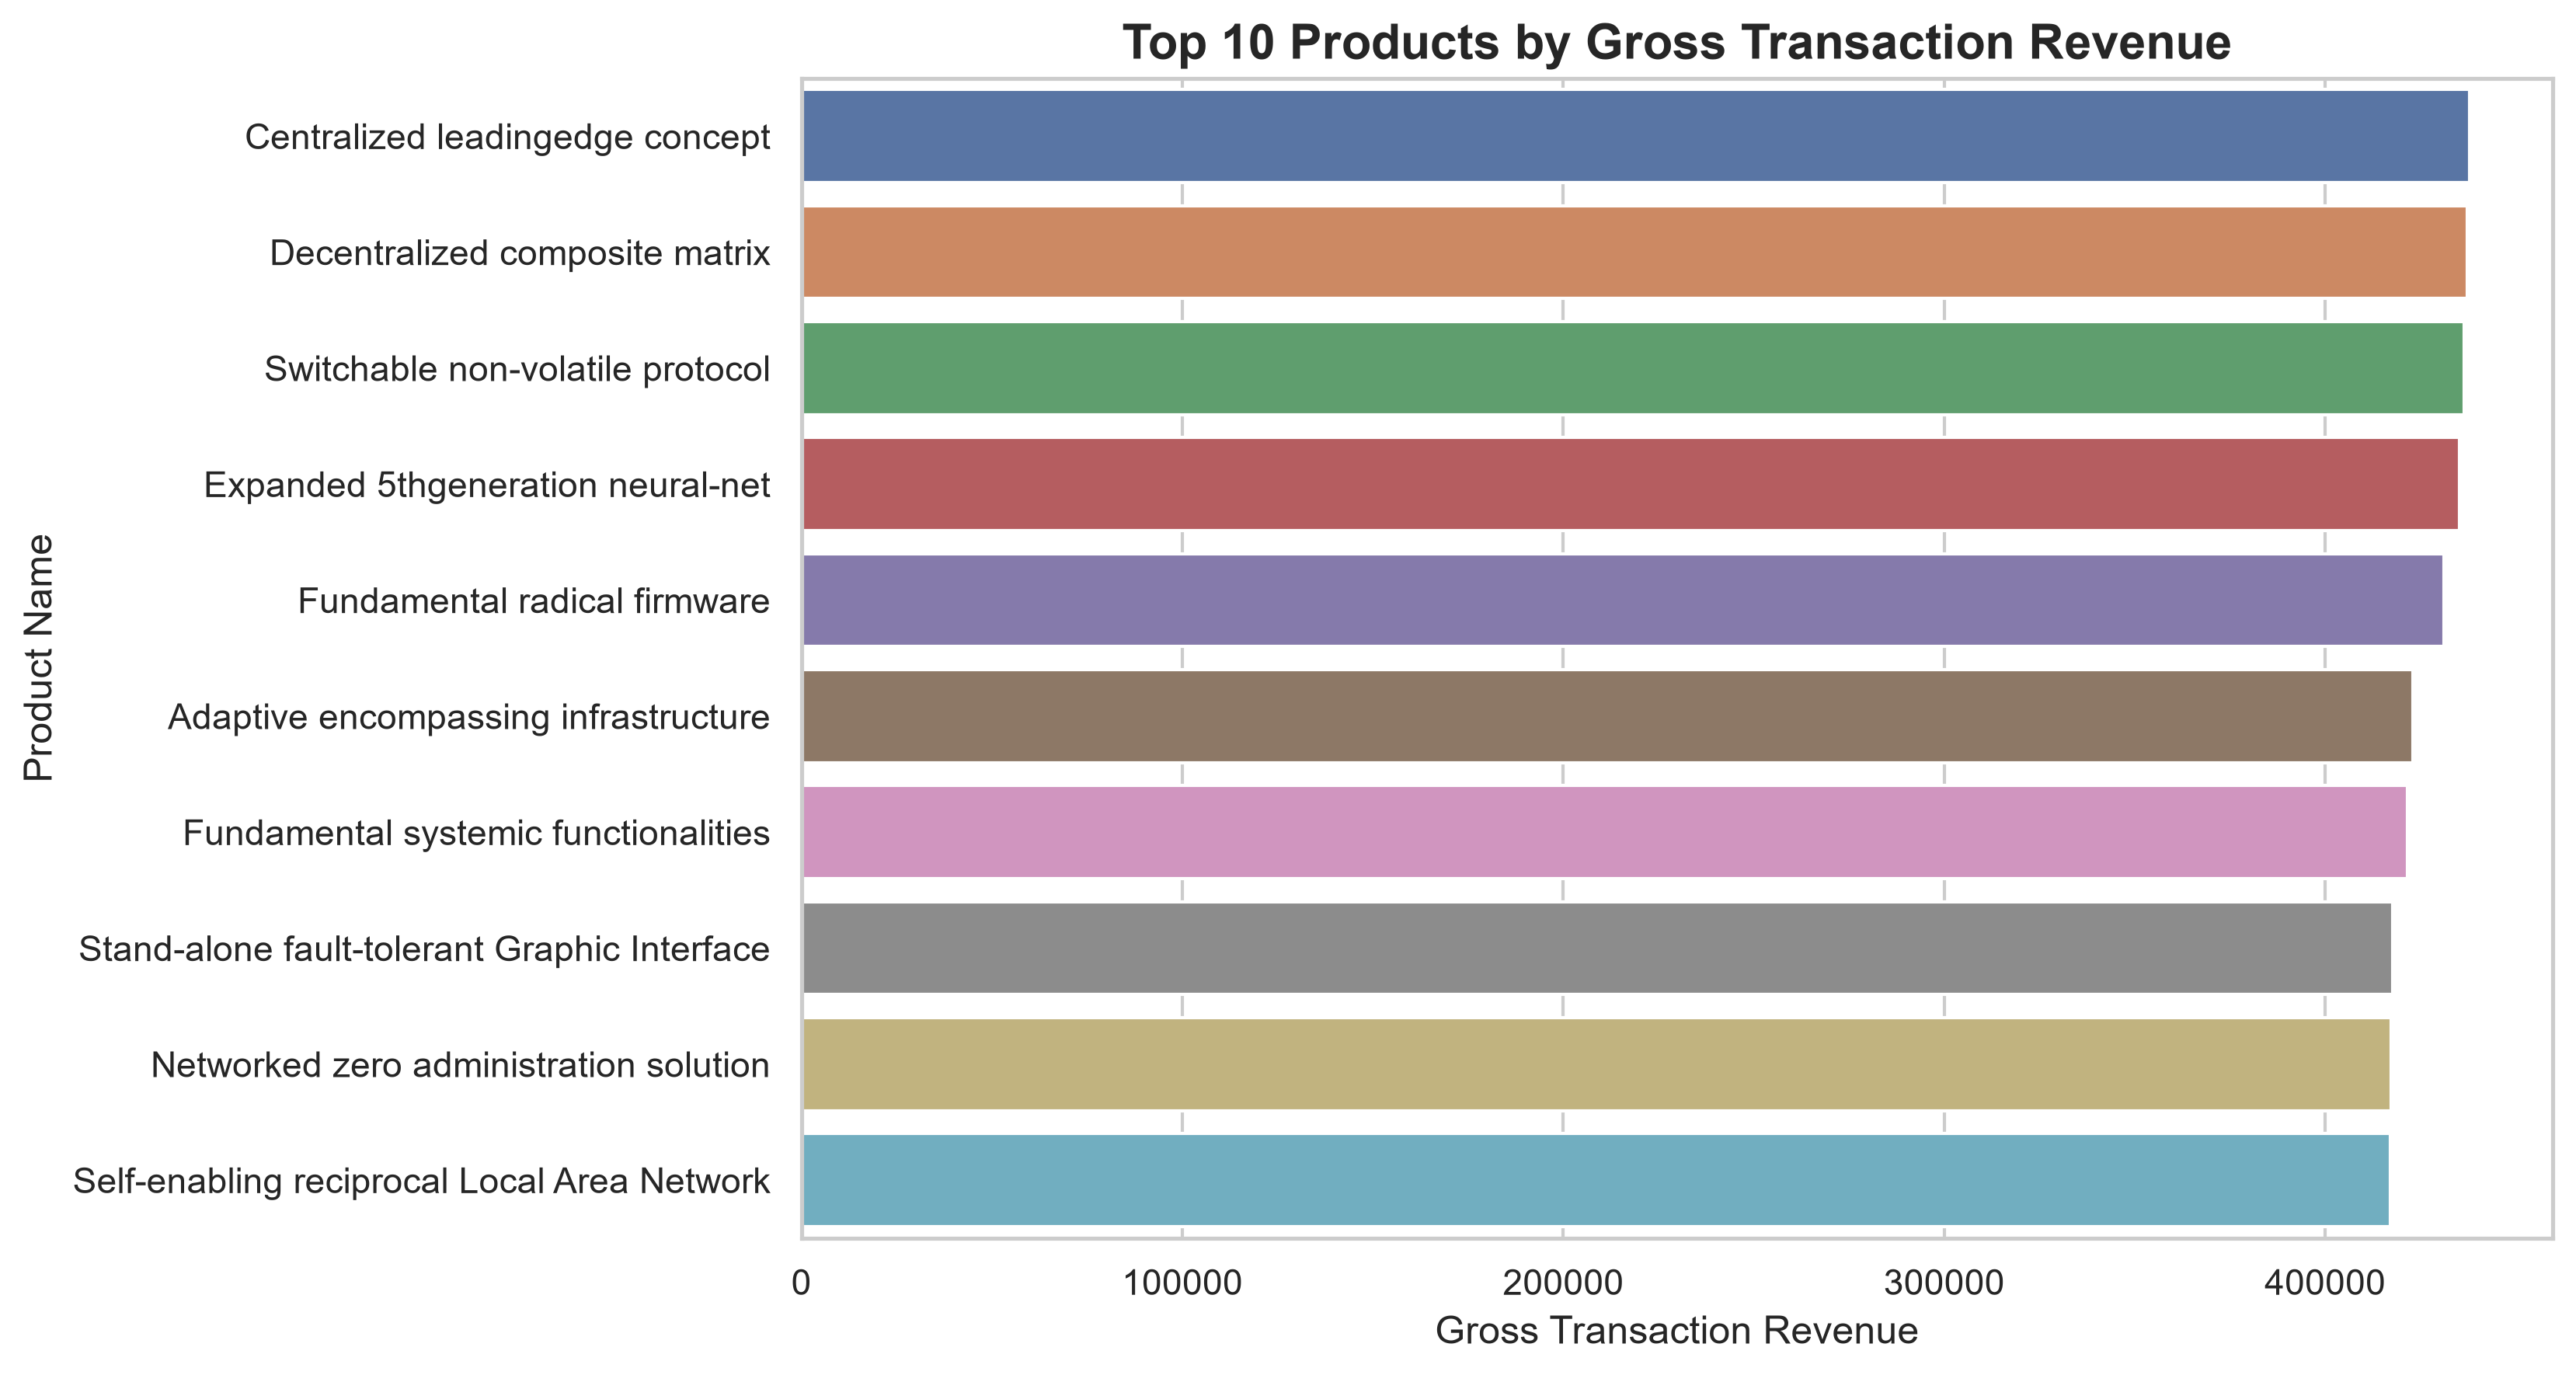 Top 10 Products by Gross Transaction Revenue
Centralized leadingedge concept
Decentralized composite matrix
Switchable non-volatile protocol
Expanded 5thgeneration neural-net
Fundamental radical firmware
Adaptive encompassing infrastructure
Fundamental systemic functionalities
Stand-alone fault-tolerant Graphic Interface
Networked zero administration solution
Self-enabling reciprocal Local Area Network
Product Name
0 100000 200000 300000 400000
Gross Transaction Revenue